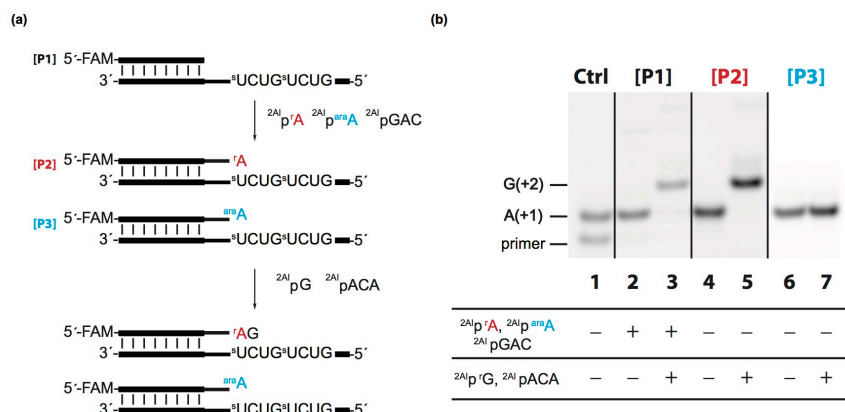 (a)
[P1] 5´-FAM
3´- ˢUCUGˢUCUG -5´
²ᴬᴵpʳA ²ᴬᴵpᵃʳᵃA ²ᴬᴵpGAC
[P2] 5´-FAM ʳA
3´- ˢUCUGˢUCUG -5´
[P3] 5´-FAM ᵃʳᵃA
3´- ˢUCUGˢUCUG -5´
²ᴬᴵpG ²ᴬᴵpACA
5´-FAM ʳAG
3´- ˢUCUGˢUCUG -5´
5´-FAM ᵃʳᵃA
3´- ˢUCUGˢUCUG -5´
(b)
Ctrl [P1] [P2] [P3]
G(+2)
A(+1)
primer
1 2 3 4 5 6 7
²ᴬᴵpʳA, ²ᴬᴵpᵃʳᵃA – + + – – – –
²ᴬᴵpGAC
²ᴬᴵpʳG, ²ᴬᴵpACA – – + – + – +